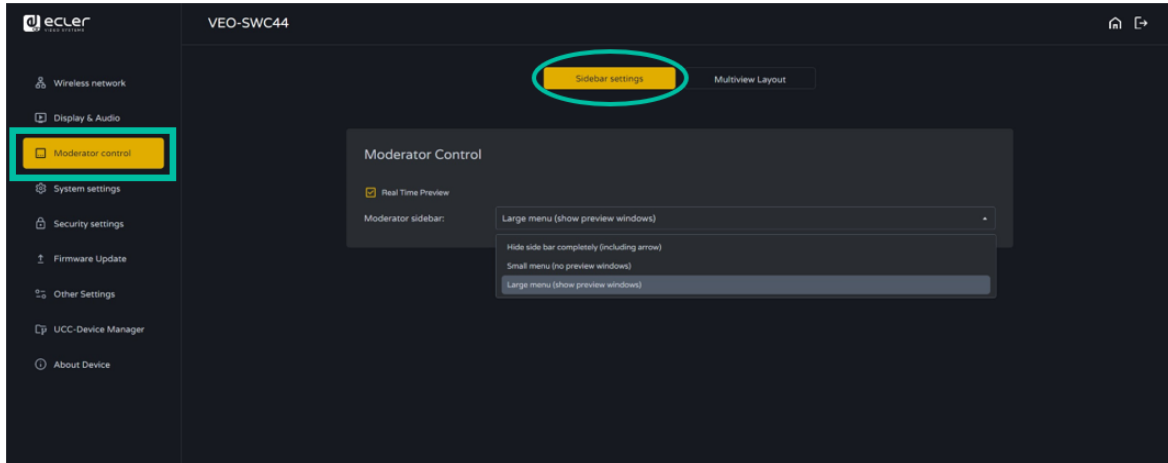 ecler
VIDEO SYSTEMS
VEO-SWC44
Wireless network
Display & Audio
Moderator control
System settings
Security settings
Firmware Update
Other Settings
UCC-Device Manager
About Device
Sidebar settings
Multiview Layout
Moderator Control
Real Time Preview
Moderator sidebar:
Large menu (show preview windows)
Hide side bar completely (including arrow)
Small menu (no preview windows)
Large menu (show preview windows)